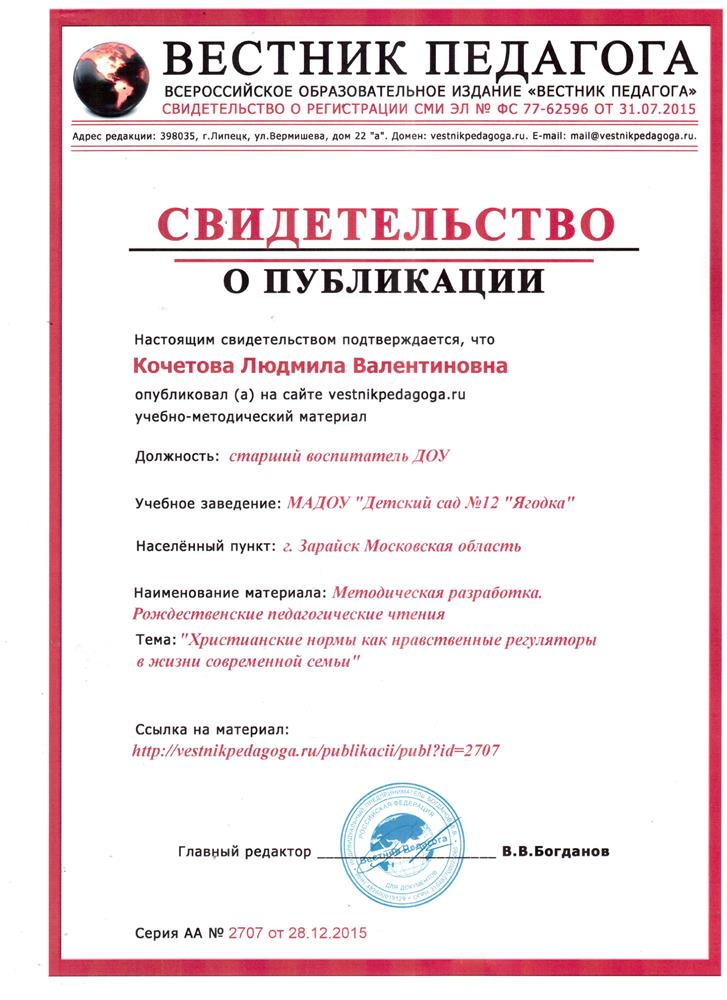 ВЕСТНИК ПЕДАГОГА
ВСЕРОССИЙСКОЕ ОБРАЗОВАТЕЛЬНОЕ ИЗДАНИЕ «ВЕСТНИК ПЕДАГОГА»
СВИДЕТЕЛЬСТВО О РЕГИСТРАЦИИ СМИ ЭЛ № ФС 77-62596 ОТ 31.07.2015
Адрес редакции: 398035, г.Липецк, ул.Вермишева, дом 22 "а". Домен: vestnikpedagoga.ru. E-mail: mail@vestnikpedagoga.ru.
СВИДЕТЕЛЬСТВО
О ПУБЛИКАЦИИ
Настоящим свидетельством подтверждается, что
Кочетова Людмила Валентиновна
опубликовал (а) на сайте vestnikpedagoga.ru
учебно-методический материал
Должность: старший воспитатель ДОУ
Учебное заведение: МАДОУ "Детский сад №12 "Ягодка"
Населённый пункт: г. Зарайск Московская область
Наименование материала: Методическая разработка.
Рождественские педагогические чтения
Тема: "Христианские нормы как нравственные регуляторы
в жизни современной семьи"
Ссылка на материал:
http://vestnikpedagoga.ru/publikacii/publ?id=2707
ИНДИВИДУАЛЬНЫЙ ПРЕДПРИНИМАТЕЛЬ БОГДАНОВ
РОССИЙСКАЯ ФЕДЕРАЦИЯ
Вестник Педагога
ДЛЯ ДОКУМЕНТОВ
Главный редактор В.В.Богданов
Серия АА № 2707 от 28.12.2015